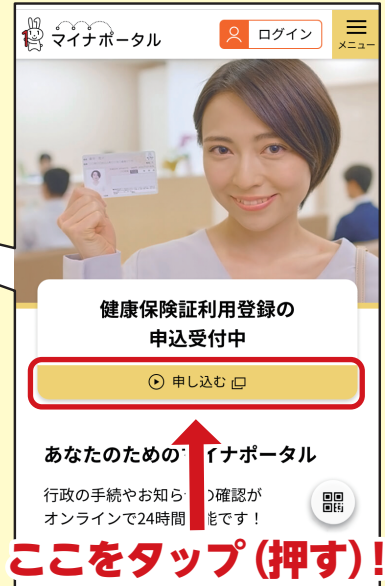 マイナポータル
ログイン
メニュー
健康保険証利用登録の
申込受付中
申し込む
あなたのための イナポータル
行政の手続やお知ら の確認が
オンラインで24時間 能です！
ここをタップ（押す）！